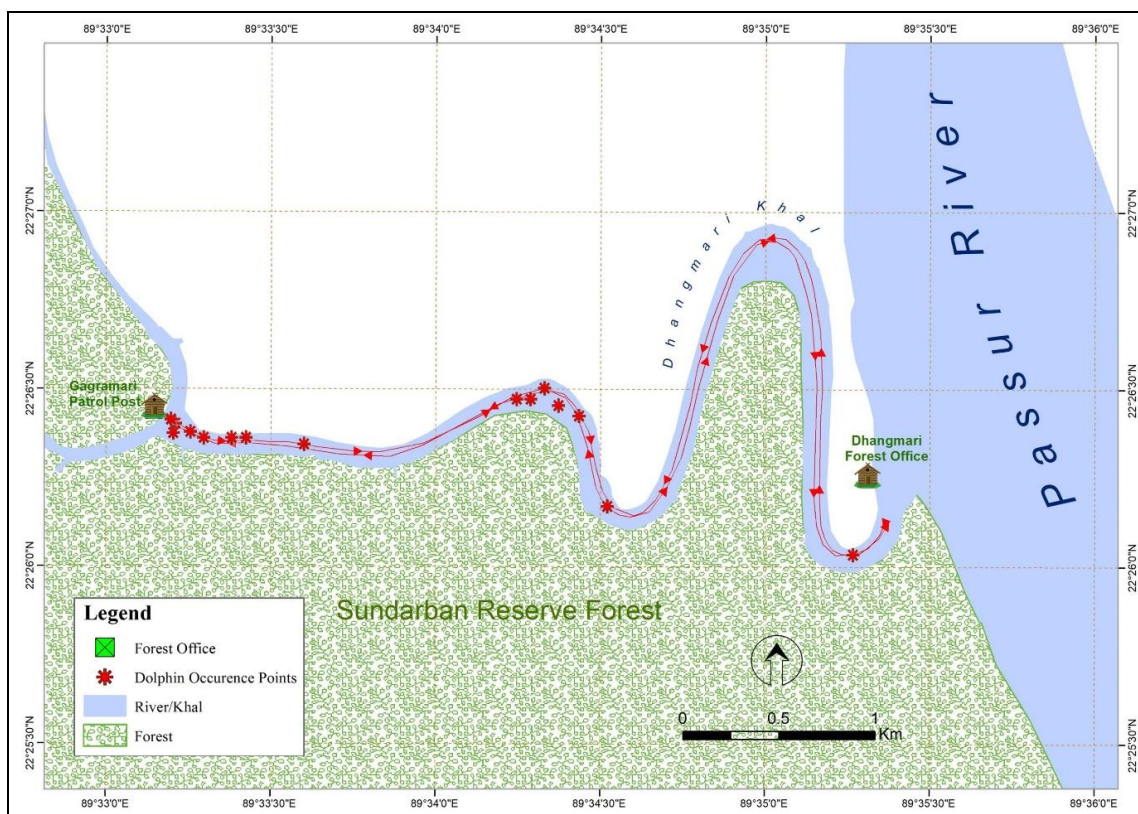 89°33'0"E 89°33'30"E 89°34'0"E 89°34'30"E 89°35'0"E 89°35'30"E 89°36'0"E
22°27'0"N
22°27'0"N
Dhangmari Khal
Passur River
22°26'30"N
22°26'30"N
Gagramari
Patrol Post
Dhangmari
Forest Office
22°26'0"N
22°26'0"N
Sundarban Reserve Forest
Legend
Forest Office
Dolphin Occurence Points
River/Khal
Forest
0 0.5 1
Km
22°25'30"N
22°25'30"N
89°33'0"E 89°33'30"E 89°34'0"E 89°34'30"E 89°35'0"E 89°35'30"E 89°36'0"E